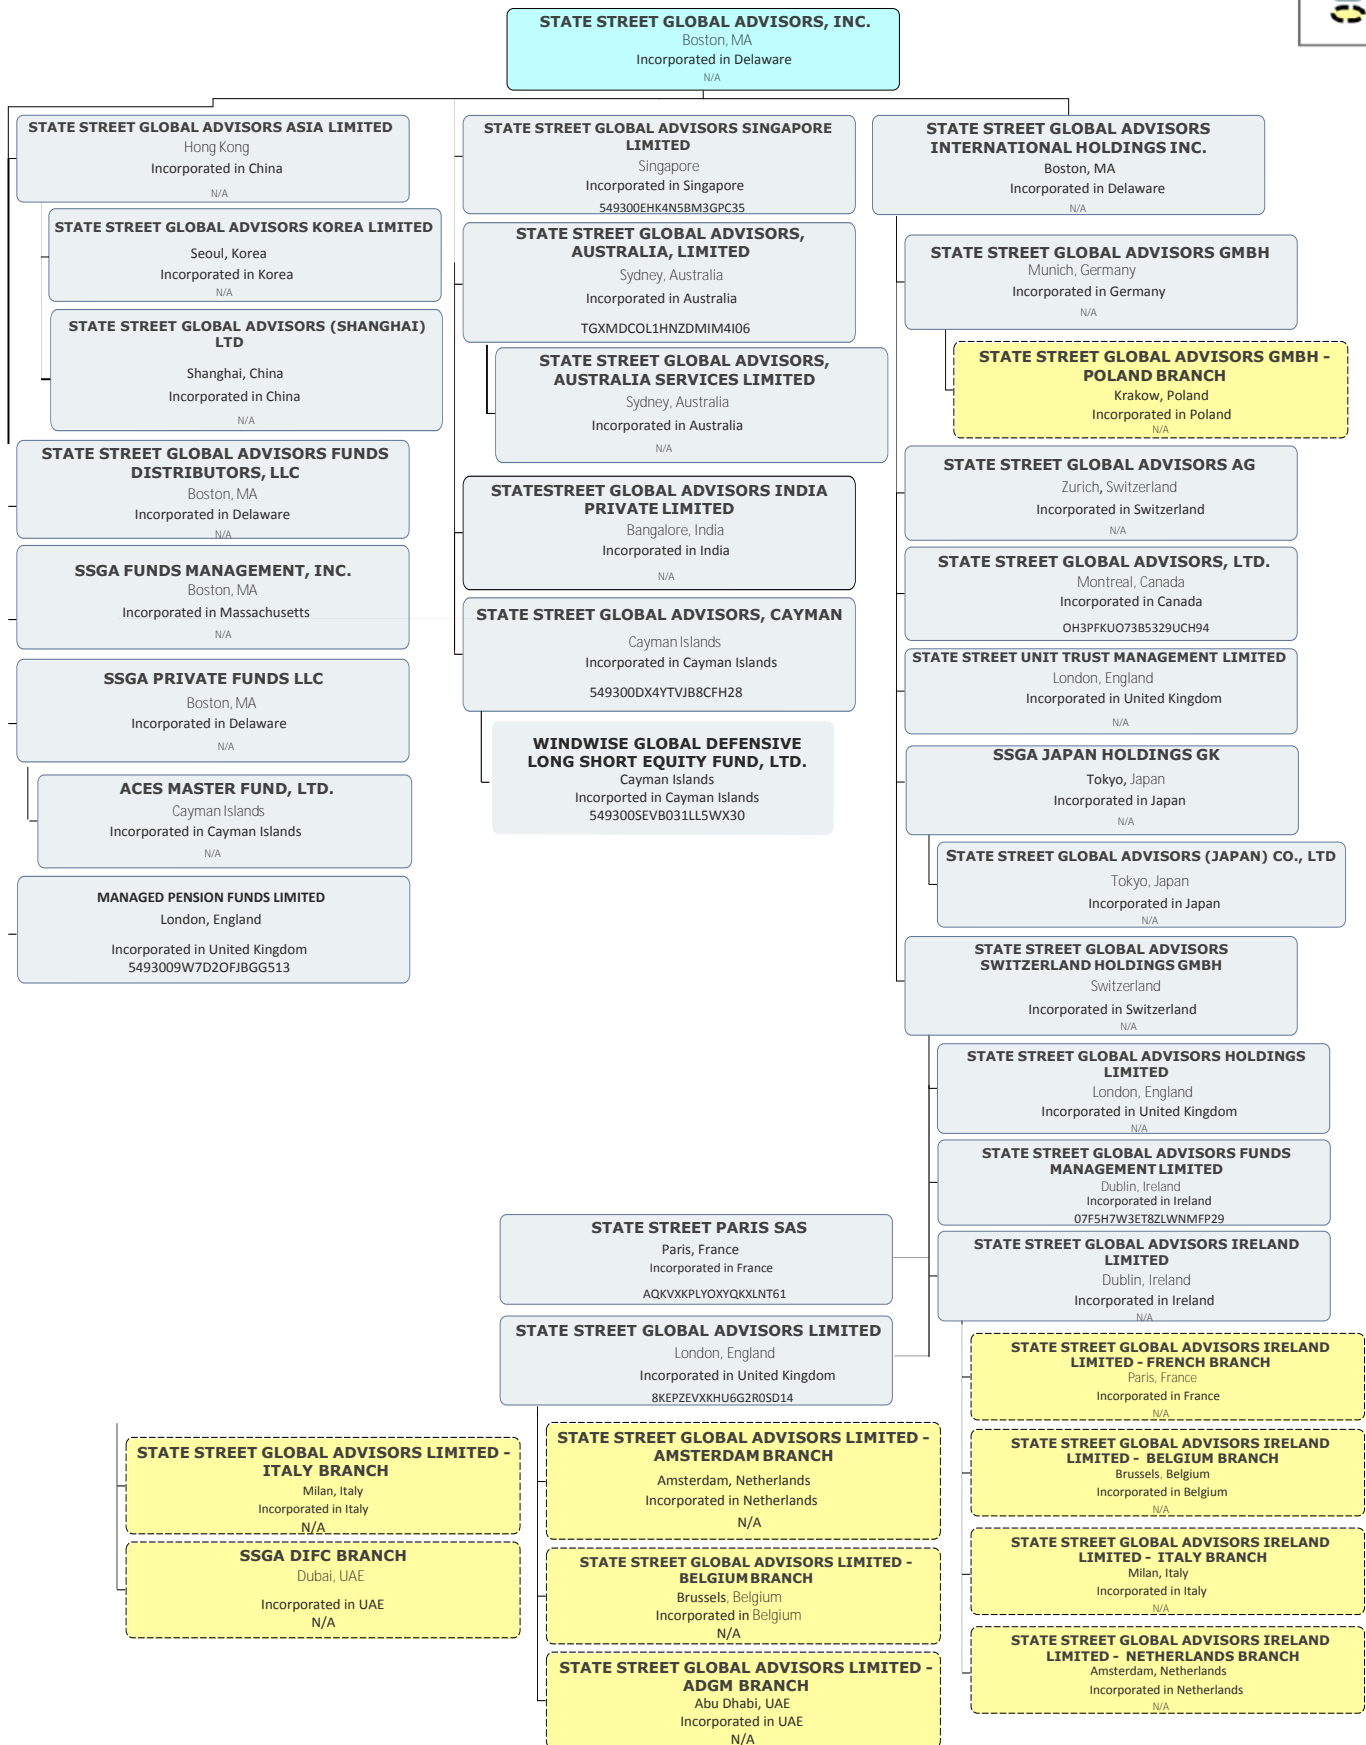 STATE STREET GLOBAL ADVISORS, INC.
Boston, MA
Incorporated in Delaware
N/A
STATE STREET GLOBAL ADVISORS ASIA LIMITED
Hong Kong
Incorporated in China
N/A
STATE STREET GLOBAL ADVISORS KOREA LIMITED
Seoul, Korea
Incorporated in Korea
N/A
STATE STREET GLOBAL ADVISORS (SHANGHAI)
LTD
Shanghai, China
Incorporated in China
N/A
STATE STREET GLOBAL ADVISORS FUNDS
DISTRIBUTORS, LLC
Boston, MA
Incorporated in Delaware
N/A
SSGA FUNDS MANAGEMENT, INC.
Boston, MA
Incorporated in Massachusetts
N/A
SSGA PRIVATE FUNDS LLC
Boston, MA
Incorporated in Delaware
N/A
ACES MASTER FUND, LTD.
Cayman Islands
Incorporated in Cayman Islands
N/A
MANAGED PENSION FUNDS LIMITED
London, England
Incorporated in United Kingdom
5493009W7D2OFJBGG513
STATE STREET GLOBAL ADVISORS SINGAPORE
LIMITED
Singapore
Incorporated in Singapore
549300EHK4N5BM3GPC35
STATE STREET GLOBAL ADVISORS,
AUSTRALIA, LIMITED
Sydney, Australia
Incorporated in Australia
TGXMDCOL1HNZDMIM4I06
STATE STREET GLOBAL ADVISORS,
AUSTRALIA SERVICES LIMITED
Sydney, Australia
Incorporated in Australia
N/A
STATESTREET GLOBAL ADVISORS INDIA
PRIVATE LIMITED
Bangalore, India
Incorporated in India
N/A
STATE STREET GLOBAL ADVISORS, CAYMAN
Cayman Islands
Incorporated in Cayman Islands
549300DX4YTVJB8CFH28
WINDWISE GLOBAL DEFENSIVE
LONG SHORT EQUITY FUND, LTD.
Cayman Islands
Incorported in Cayman Islands
549300SEVB031LL5WX30
STATE STREET GLOBAL ADVISORS
INTERNATIONAL HOLDINGS INC.
Boston, MA
Incorporated in Delaware
N/A
STATE STREET GLOBAL ADVISORS GMBH
Munich, Germany
Incorporated in Germany
N/A
STATE STREET GLOBAL ADVISORS GMBH -
POLAND BRANCH
Krakow, Poland
Incorporated in Poland
N/A
STATE STREET GLOBAL ADVISORS AG
Zurich, Switzerland
Incorporated in Switzerland
N/A
STATE STREET GLOBAL ADVISORS, LTD.
Montreal, Canada
Incorporated in Canada
OH3PFKUO73B5329UCH94
STATE STREET UNIT TRUST MANAGEMENT LIMITED
London, England
Incorporated in United Kingdom
N/A
SSGA JAPAN HOLDINGS GK
Tokyo, Japan
Incorporated in Japan
N/A
STATE STREET GLOBAL ADVISORS (JAPAN) CO., LTD
Tokyo, Japan
Incorporated in Japan
N/A
STATE STREET GLOBAL ADVISORS
SWITZERLAND HOLDINGS GMBH
Switzerland
Incorporated in Switzerland
N/A
STATE STREET GLOBAL ADVISORS HOLDINGS
LIMITED
London, England
Incorporated in United Kingdom
N/A
STATE STREET GLOBAL ADVISORS FUNDS
MANAGEMENT LIMITED
Dublin, Ireland
Incorporated in Ireland
07F5H7W3ET8ZLWNMFP29
STATE STREET GLOBAL ADVISORS IRELAND
LIMITED
Dublin, Ireland
Incorporated in Ireland
N/A
STATE STREET PARIS SAS
Paris, France
Incorporated in France
AQKVXKPLYOXYQKXLNT61
STATE STREET GLOBAL ADVISORS LIMITED
London, England
Incorporated in United Kingdom
8KEPZEVXKHU6G2R0SD14
STATE STREET GLOBAL ADVISORS LIMITED -
ITALY BRANCH
Milan, Italy
Incorporated in Italy
N/A
SSGA DIFC BRANCH
Dubai, UAE
Incorporated in UAE
N/A
STATE STREET GLOBAL ADVISORS LIMITED -
AMSTERDAM BRANCH
Amsterdam, Netherlands
Incorporated in Netherlands
N/A
STATE STREET GLOBAL ADVISORS LIMITED -
BELGIUM BRANCH
Brussels, Belgium
Incorporated in Belgium
N/A
STATE STREET GLOBAL ADVISORS LIMITED -
ADGM BRANCH
Abu Dhabi, UAE
Incorporated in UAE
N/A
STATE STREET GLOBAL ADVISORS IRELAND
LIMITED - FRENCH BRANCH
Paris, France
Incorporated in France
N/A
STATE STREET GLOBAL ADVISORS IRELAND
LIMITED - BELGIUM BRANCH
Brussels, Belgium
Incorporated in Belgium
N/A
STATE STREET GLOBAL ADVISORS IRELAND
LIMITED - ITALY BRANCH
Milan, Italy
Incorporated in Italy
N/A
STATE STREET GLOBAL ADVISORS IRELAND
LIMITED - NETHERLANDS BRANCH
Amsterdam, Netherlands
Incorporated in Netherlands
N/A